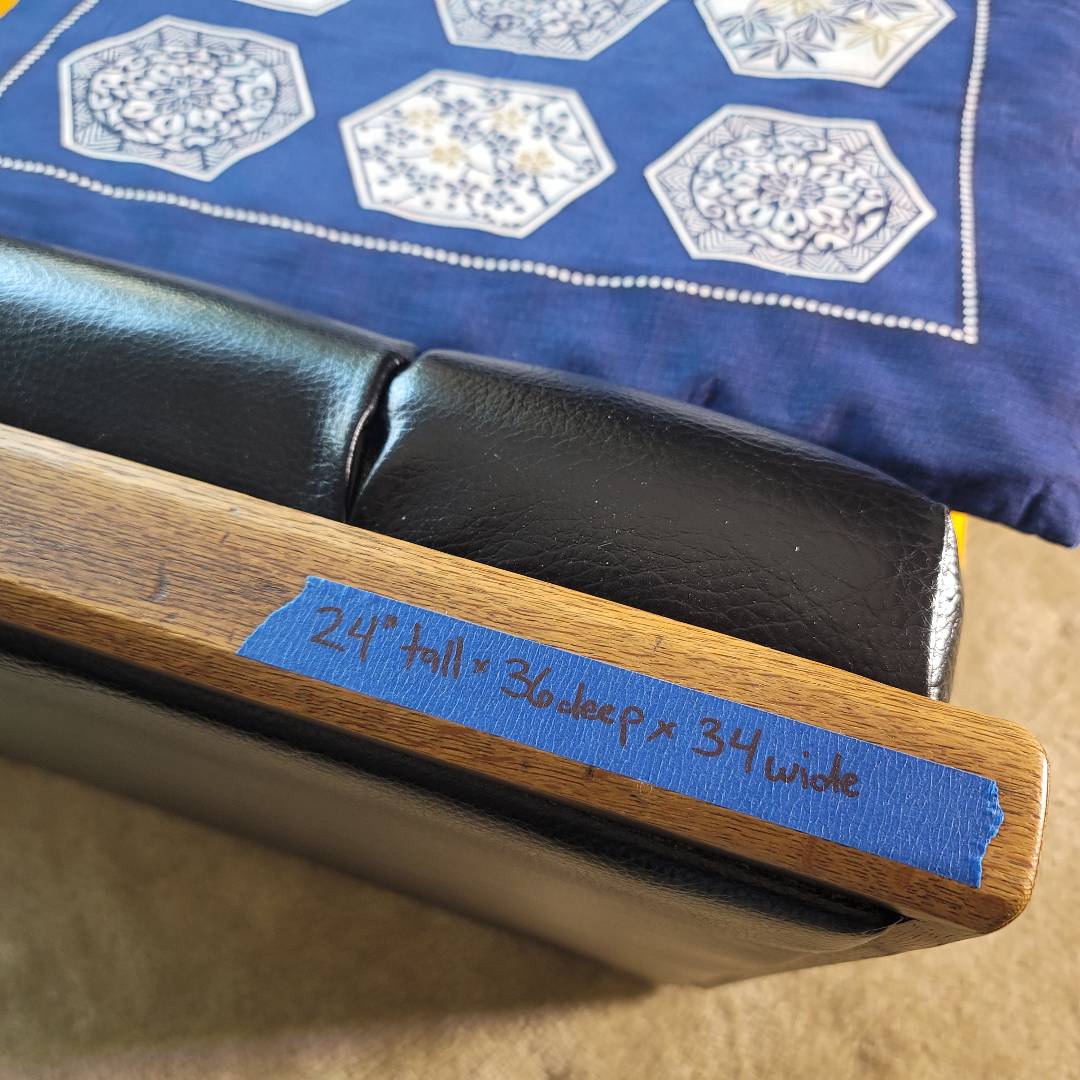 24" tall x 36 deep x 34 wide